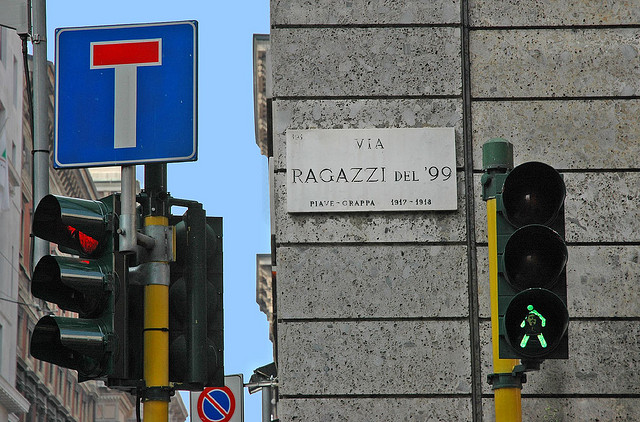 VIA
RAGAZZI DEL '99
PIAVE-GRAPPA 1917-1918